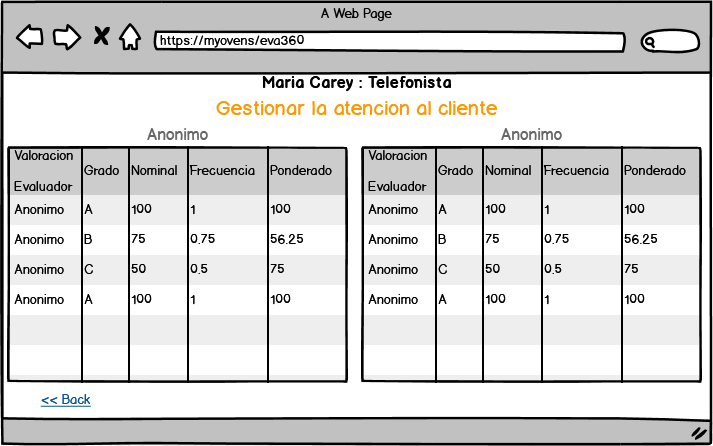 A Web Page
https://myovens/eva360
Maria Carey : Telefonista
Gestionar la atencion al cliente
Anonimo
Valoracion Evaluador Grado Nominal Frecuencia Ponderado
Anonimo A 100 1 100
Anonimo B 75 0.75 56.25
Anonimo C 50 0.5 75
Anonimo A 100 1 100
Anonimo
Valoracion Evaluador Grado Nominal Frecuencia Ponderado
Anonimo A 100 1 100
Anonimo B 75 0.75 56.25
Anonimo C 50 0.5 75
Anonimo A 100 1 100
<< Back